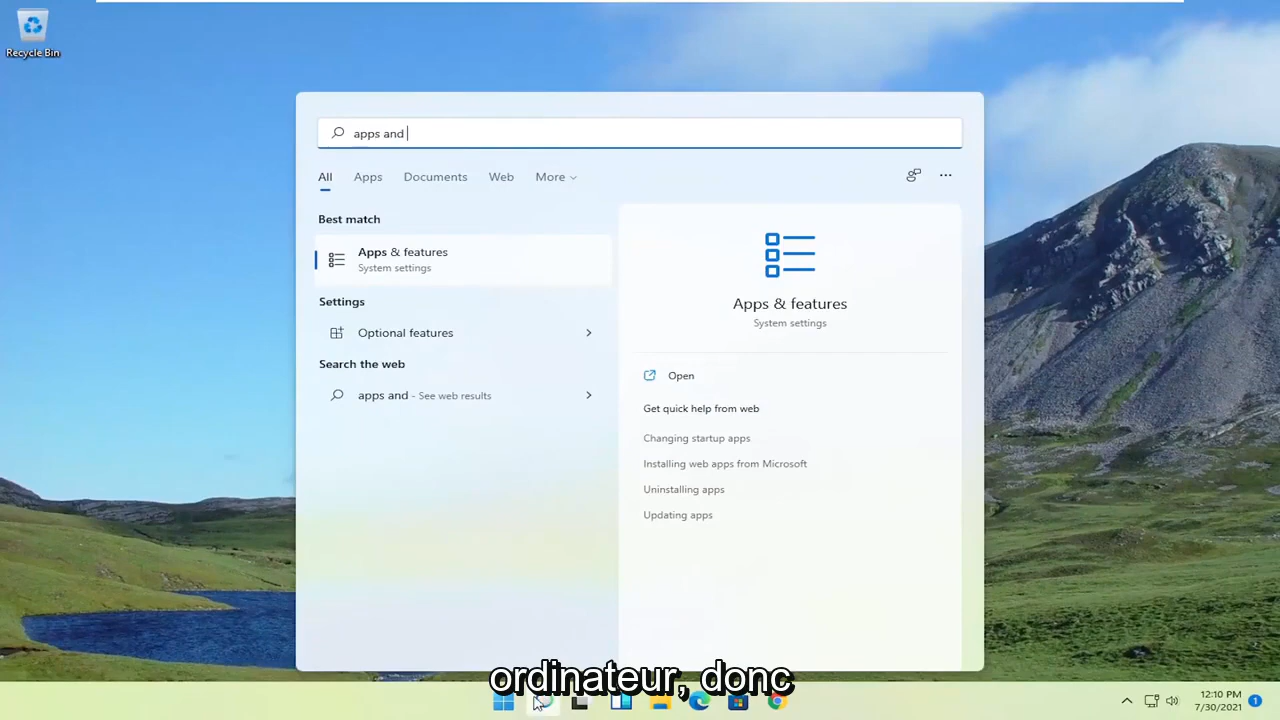 Recycle Bin
apps and
All Apps Documents Web More
Best match
Apps & features
System settings
Settings
Optional features
Search the web
apps and - See web results
Apps & features
System settings
Open
Get quick help from web
Changing startup apps
Installing web apps from Microsoft
Uninstalling apps
Updating apps
ordinateur, donc
12:10 PM
7/30/2021
1